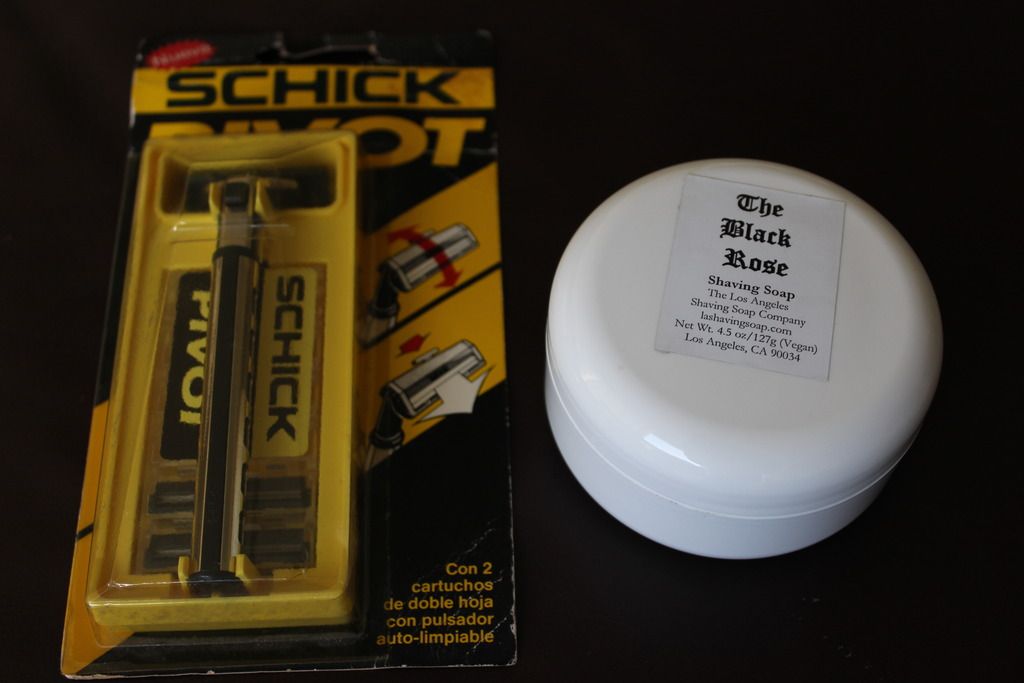 Nuevo
SCHICK
PIVOT
SCHICK
PIVOT
Con 2
cartuchos
de doble hoja
con pulsador
auto-limpiable
The
Black
Rose
Shaving Soap
The Los Angeles
Shaving Soap Company
lashavingsoap.com
Net Wt. 4.5 oz/127g (Vegan)
Los Angeles, CA 90034